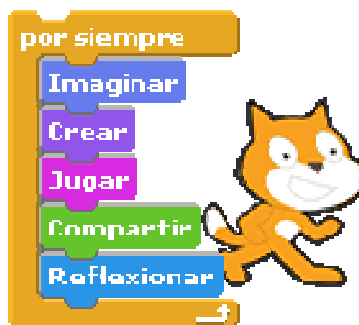 por siempre
Imaginar
Crear
Jugar
Compartir
Reflexionar